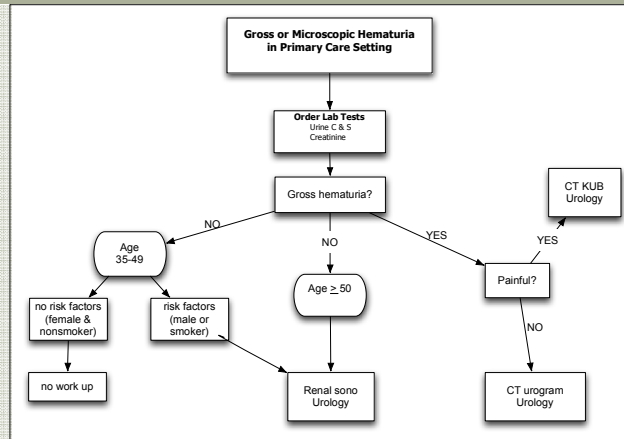 Gross or Microscopic Hematuria
in Primary Care Setting
Order Lab Tests
Urine C & S
Creatinine
Gross hematuria?
CT KUB
Urology
NO
NO
YES
YES
Age
35-49
Age > 50
Painful?
no risk factors
(female &
nonsmoker)
risk factors
(male or
smoker)
NO
no work up
Renal sono
Urology
CT urogram
Urology